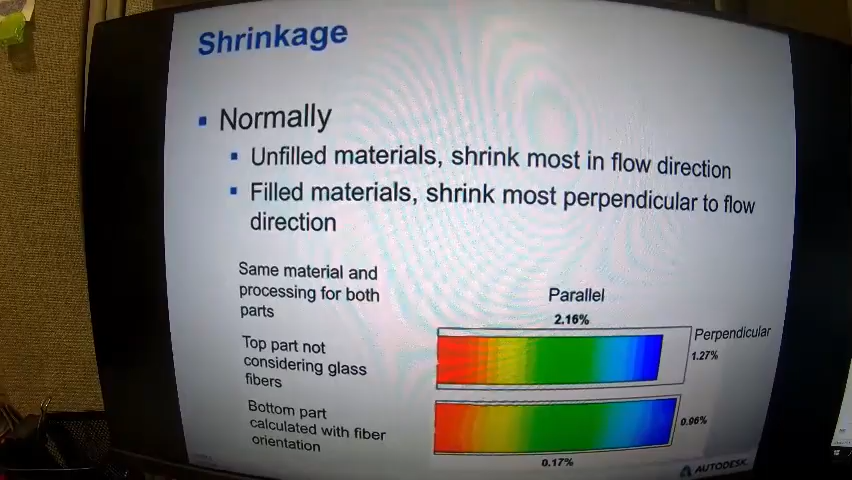 Shrinkage
Normally
Unfilled materials, shrink most in flow direction
Filled materials, shrink most perpendicular to flow
direction
Same material and
processing for both
parts
Parallel
2.16%
Perpendicular
1.27%
Top part not
considering glass
fibers
Bottom part
calculated with fiber
orientation
0.96%
0.17%
AUTODESK